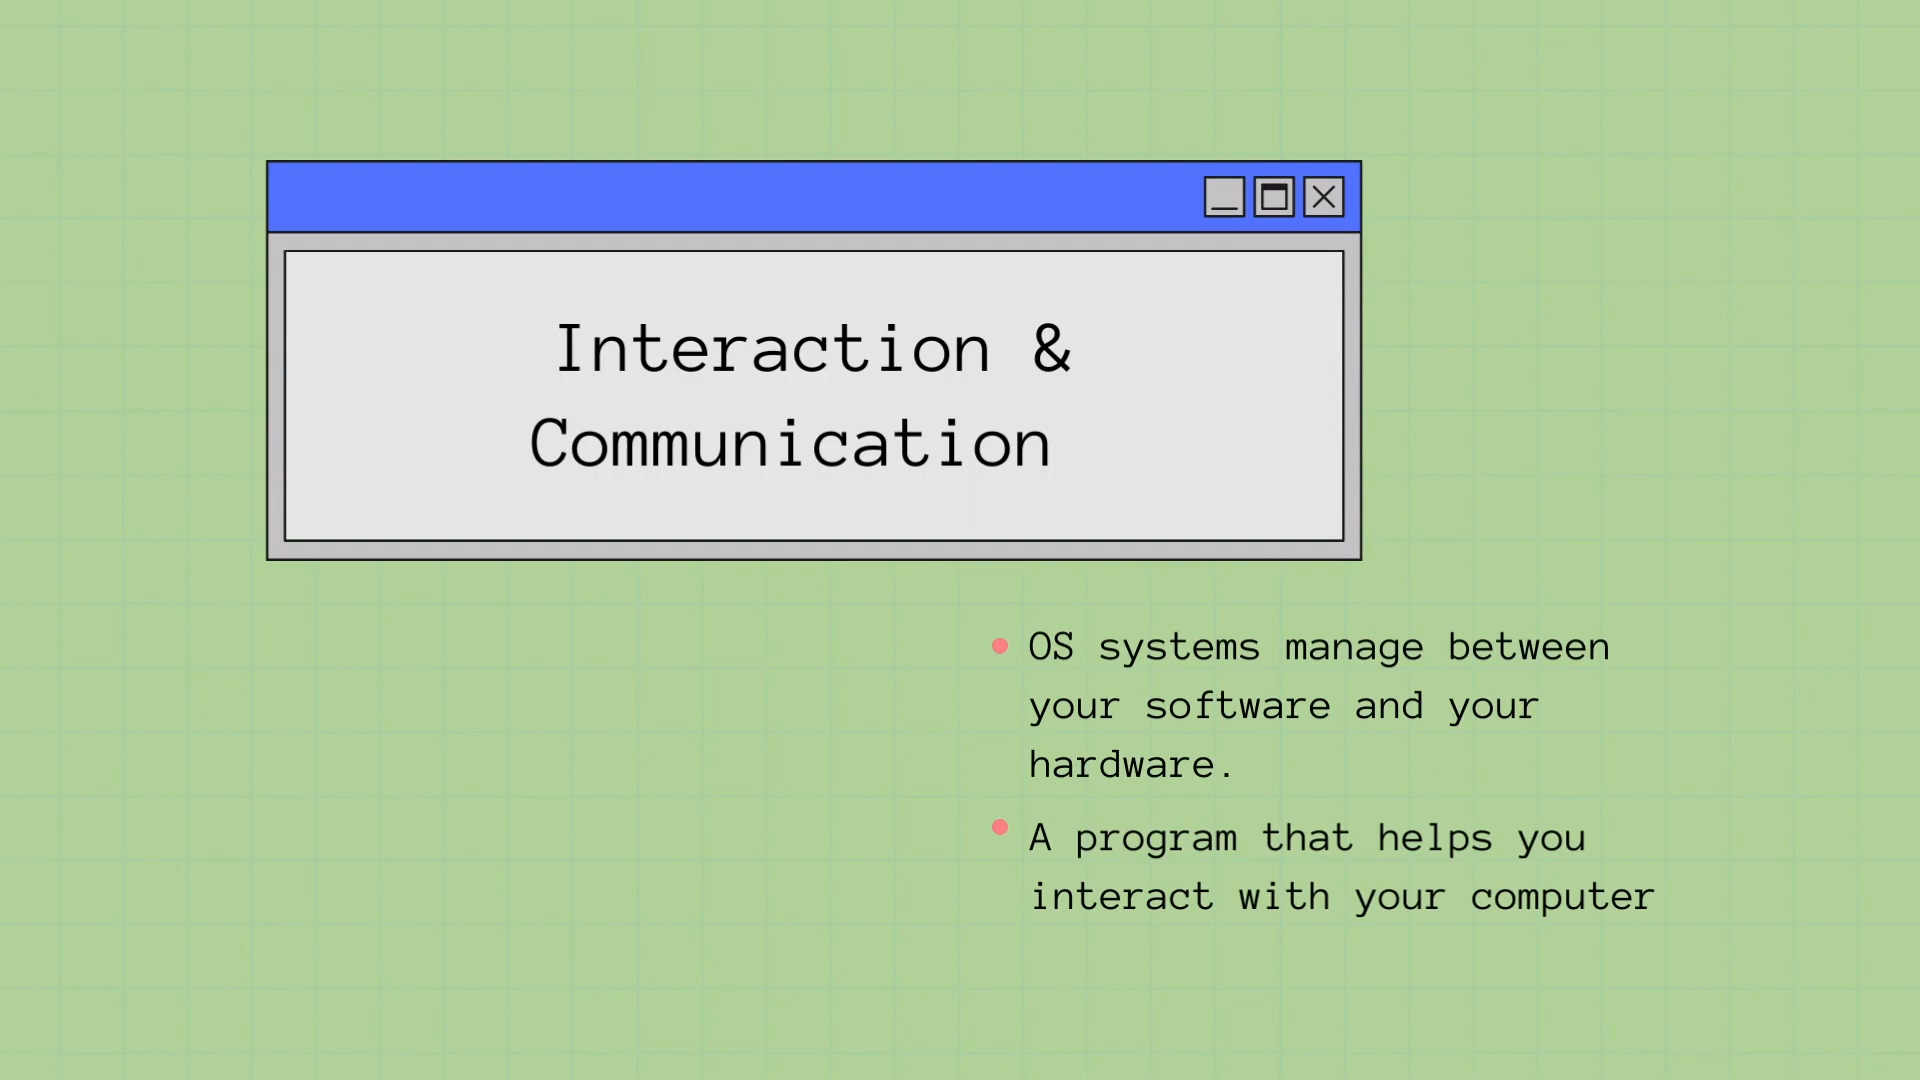 Interaction &
Communication
OS systems manage between
your software and your
hardware.
A program that helps you
interact with your computer